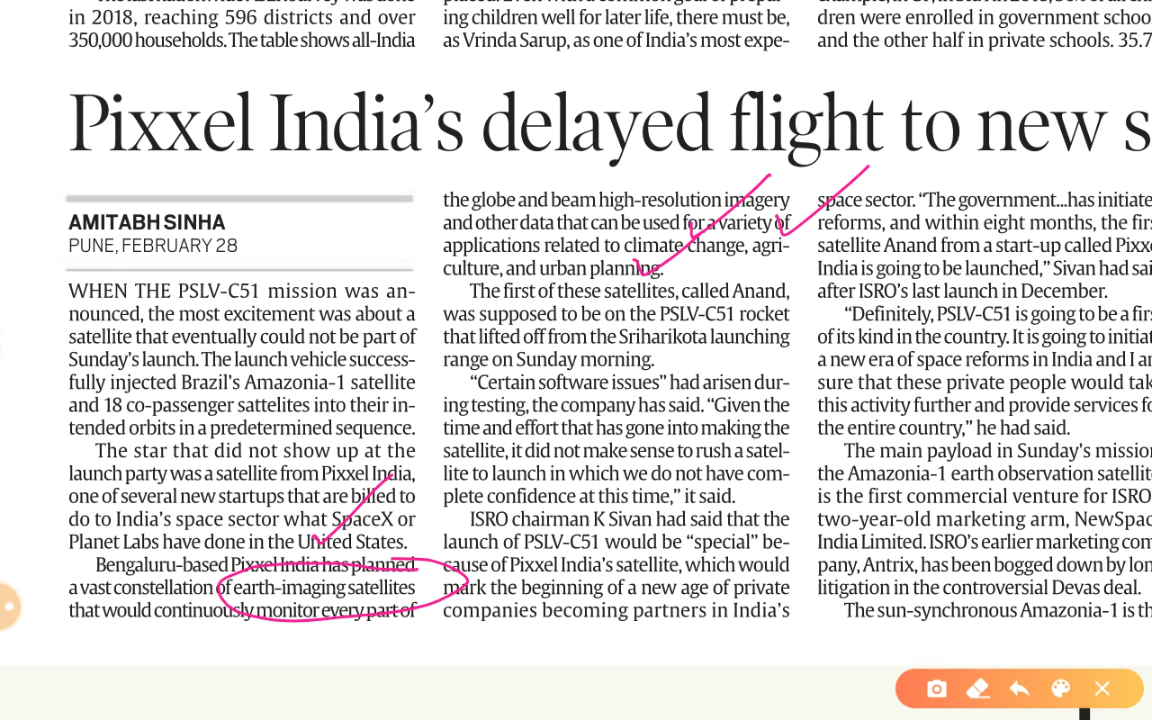 in 2018, reaching 596 districts and over
350,000 households. The table shows all-India
ing children well for later life, there must be,
as Vrinda Sarup, as one of India's most expe-
dren were enrolled in government schoo
and the other half in private schools. 35.7
Pixxel India's delayed flight to new s
AMITABH SINHA
PUNE, FEBRUARY 28
WHEN THE PSLV-C51 mission was an-
nounced, the most excitement was about a
satellite that eventually could not be part of
Sunday's launch. The launch vehicle success-
fully injected Brazil's Amazonia-1 satellite
and 18 co-passenger sattelites into their in-
tended orbits in a predetermined sequence.
The star that did not show up at the
launch party was a satellite from Pixxel India,
one of several new startups that are billed to
do to India's space sector what SpaceX or
Planet Labs have done in the United States.
Bengaluru-based Pixxel India has planned
a vast constellation of earth-imaging satellites
that would continuously monitor every part of
the globe and beam high-resolution imagery
and other data that can be used for a variety of
applications related to climate change, agri-
culture, and urban planning.
The first of these satellites, called Anand,
was supposed to be on the PSLV-C51 rocket
that lifted off from the Sriharikota launching
range on Sunday morning.
"Certain software issues" had arisen dur-
ing testing, the company has said. "Given the
time and effort that has gone into making the
satellite, it did not make sense to rush a satel-
lite to launch in which we do not have com-
plete confidence at this time," it said.
ISRO chairman K Sivan had said that the
launch of PSLV-C51 would be "special" be-
cause of Pixxel India's satellite, which would
mark the beginning of a new age of private
companies becoming partners in India's
space sector. "The government...has initiate
reforms, and within eight months, the firs
satellite Anand from a start-up called Pixxe
India is going to be launched," Sivan had sai
after ISRO's last launch in December.
"Definitely, PSLV-C51 is going to be a firs
of its kind in the country. It is going to initiat
a new era of space reforms in India and I an
sure that these private people would tak
this activity further and provide services fo
the entire country," he had said.
The main payload in Sunday's mission
the Amazonia-1 earth observation satellite
is the first commercial venture for ISRO
two-year-old marketing arm, NewSpac
India Limited. ISRO's earlier marketing com
pany, Antrix, has been bogged down by lon
litigation in the controversial Devas deal.
The sun-synchronous Amazonia-1 is th